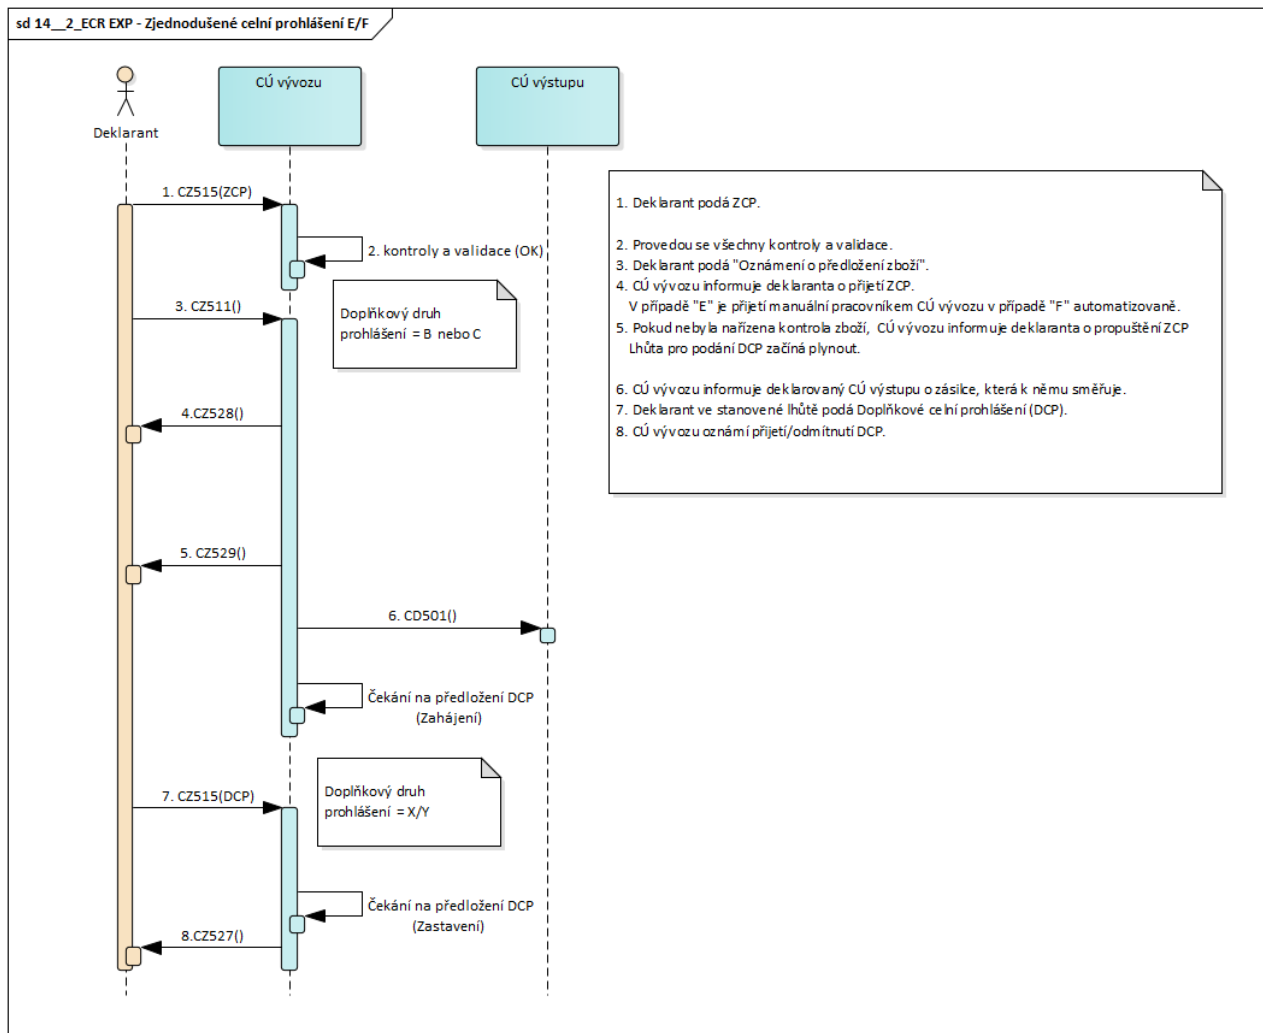 sd 14__2_ECR EXP - Zjednodušené celní prohlášení E/F
CÚ vývozu
CÚ výstupu
Deklarant
1. CZ515(ZCP)
2. kontroly a validace (OK)
3. CZ511()
Doplňkový druh
prohlášení = B nebo C
4.CZ528()
5. CZ529()
6. CD501()
Čekání na předložení DCP
(Zahájení)
7. CZ515(DCP)
Doplňkový druh
prohlášení = X/Y
Čekání na předložení DCP
(Zastavení)
8.CZ527()
1. Deklarant podá ZCP.
2. Provedou se všechny kontroly a validace.
3. Deklarant podá "Oznámení o předložení zboží".
4. CÚ vývozu informuje deklaranta o přijetí ZCP.
V případě "E" je přijetí manuální pracovníkem CÚ vývozu v případě "F" automatizovaně.
5. Pokud nebyla nařízena kontrola zboží, CÚ vývozu informuje deklaranta o propuštění ZCP
Lhůta pro podání DCP začíná plynout.
6. CÚ vývozu informuje deklarovaný CÚ výstupu o zásilce, která k němu směřuje.
7. Deklarant ve stanovené lhůtě podá Doplňkové celní prohlášení (DCP).
8. CÚ vývozu oznámí přijetí/odmítnutí DCP.